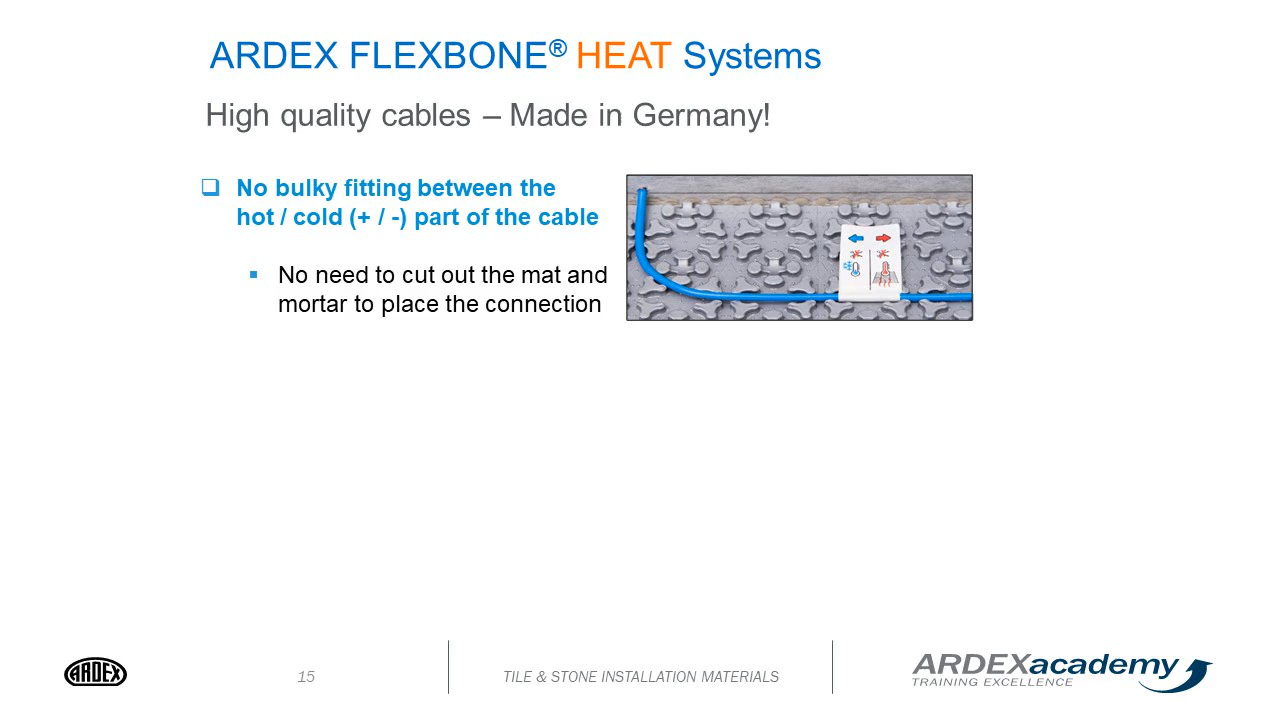 ARDEX FLEXBONE® HEAT Systems
High quality cables – Made in Germany!
No bulky fitting between the
hot / cold (+ / -) part of the cable
No need to cut out the mat and
mortar to place the connection
ARDEX
15
TILE & STONE INSTALLATION MATERIALS
ARDEXacademy
TRAINING EXCELLENCE